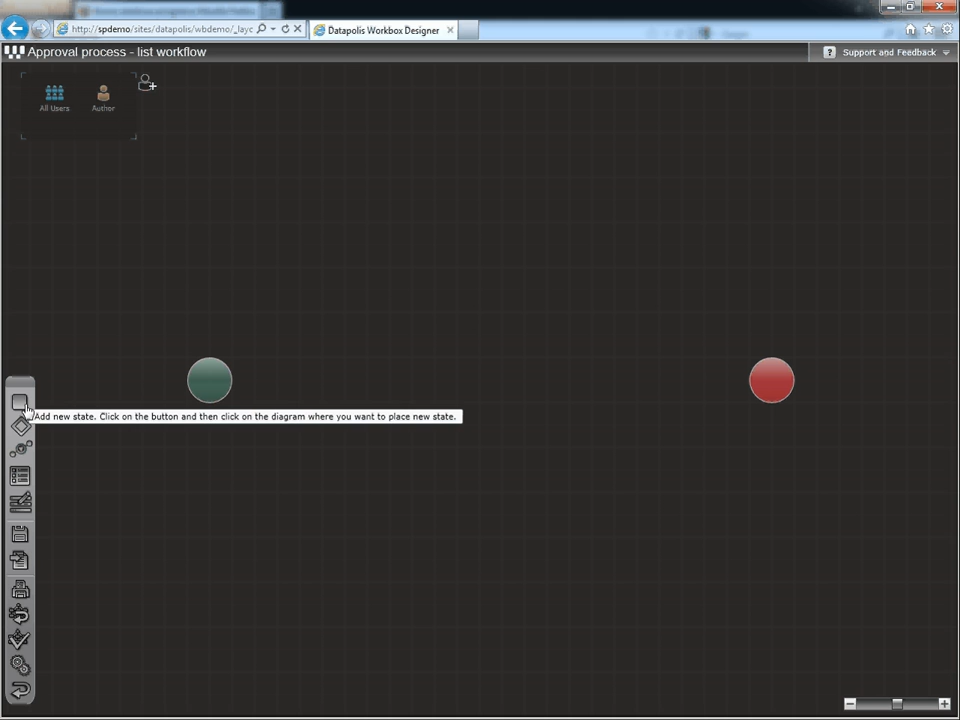 http://spdemo/sites/datapolis/wbdemo/_layc
Datapolis Workbox Designer
Approval process - list workflow
? Support and Feedback
All Users
Author
Add new state. Click on the button and then click on the diagram where you want to place new state.